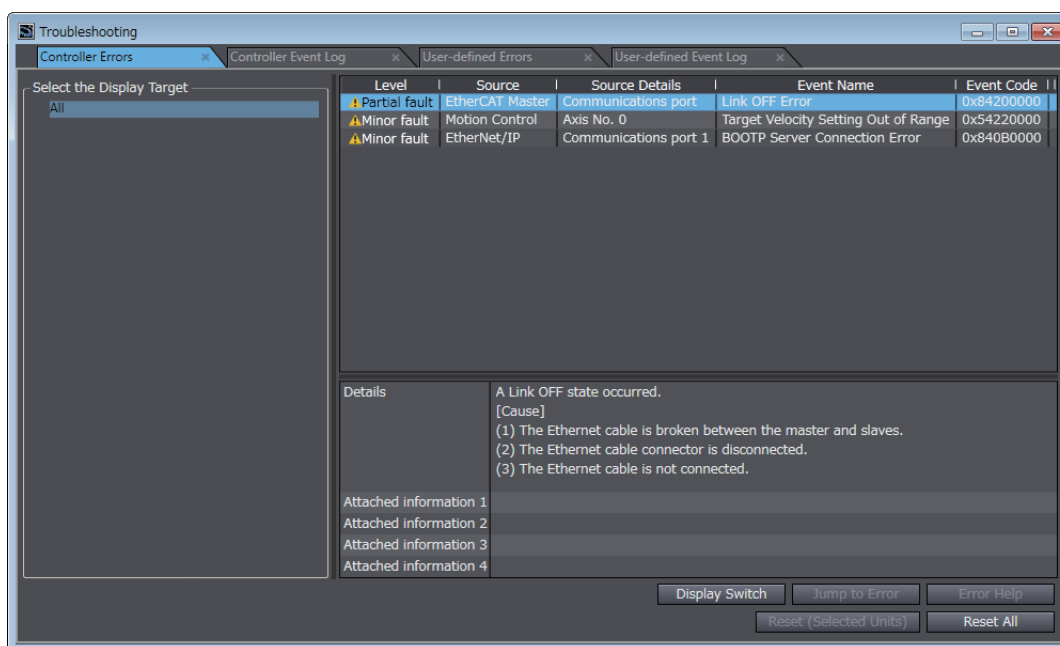 Troubleshooting
Controller Errors × Controller Event Log × User-defined Errors × User-defined Event Log ×
Select the Display Target
All
Level Source Source Details Event Name Event Code
Partial fault EtherCAT Master Communications port Link OFF Error 0x84200000
Minor fault Motion Control Axis No. 0 Target Velocity Setting Out of Range 0x54220000
Minor fault EtherNet/IP Communications port 1 BOOTP Server Connection Error 0x840B0000
Details A Link OFF state occurred.
[Cause]
(1) The Ethernet cable is broken between the master and slaves.
(2) The Ethernet cable connector is disconnected.
(3) The Ethernet cable is not connected.
Attached information 1
Attached information 2
Attached information 3
Attached information 4
Display Switch Jump to Error Error Help
Reset (Selected Units) Reset All